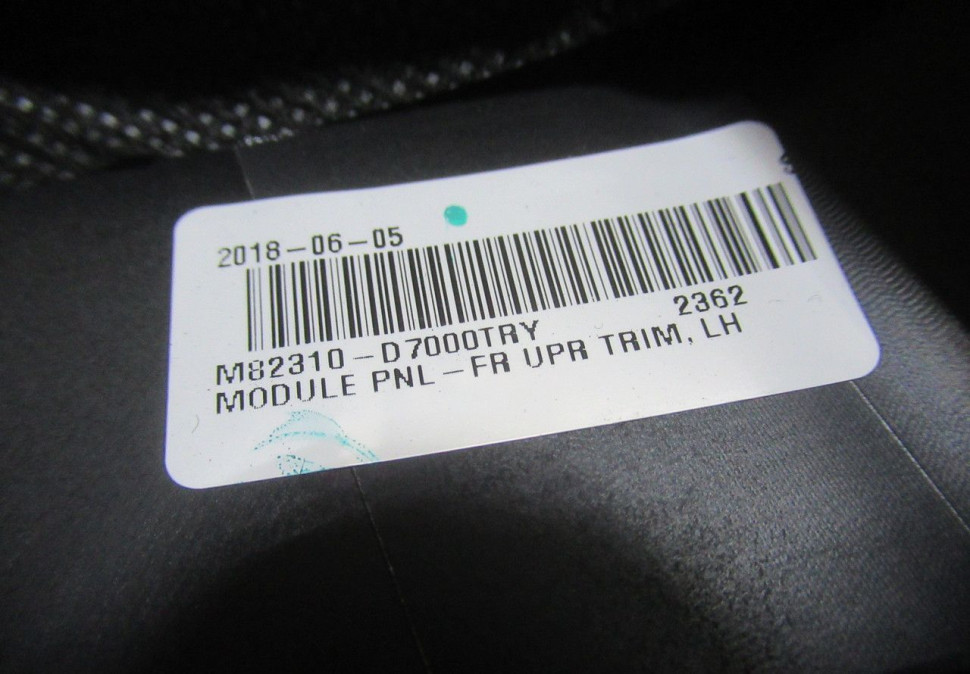 2018-06-05
2362
M82310-D7000TRY
MODULE PNL-FR UPR TRIM, LH